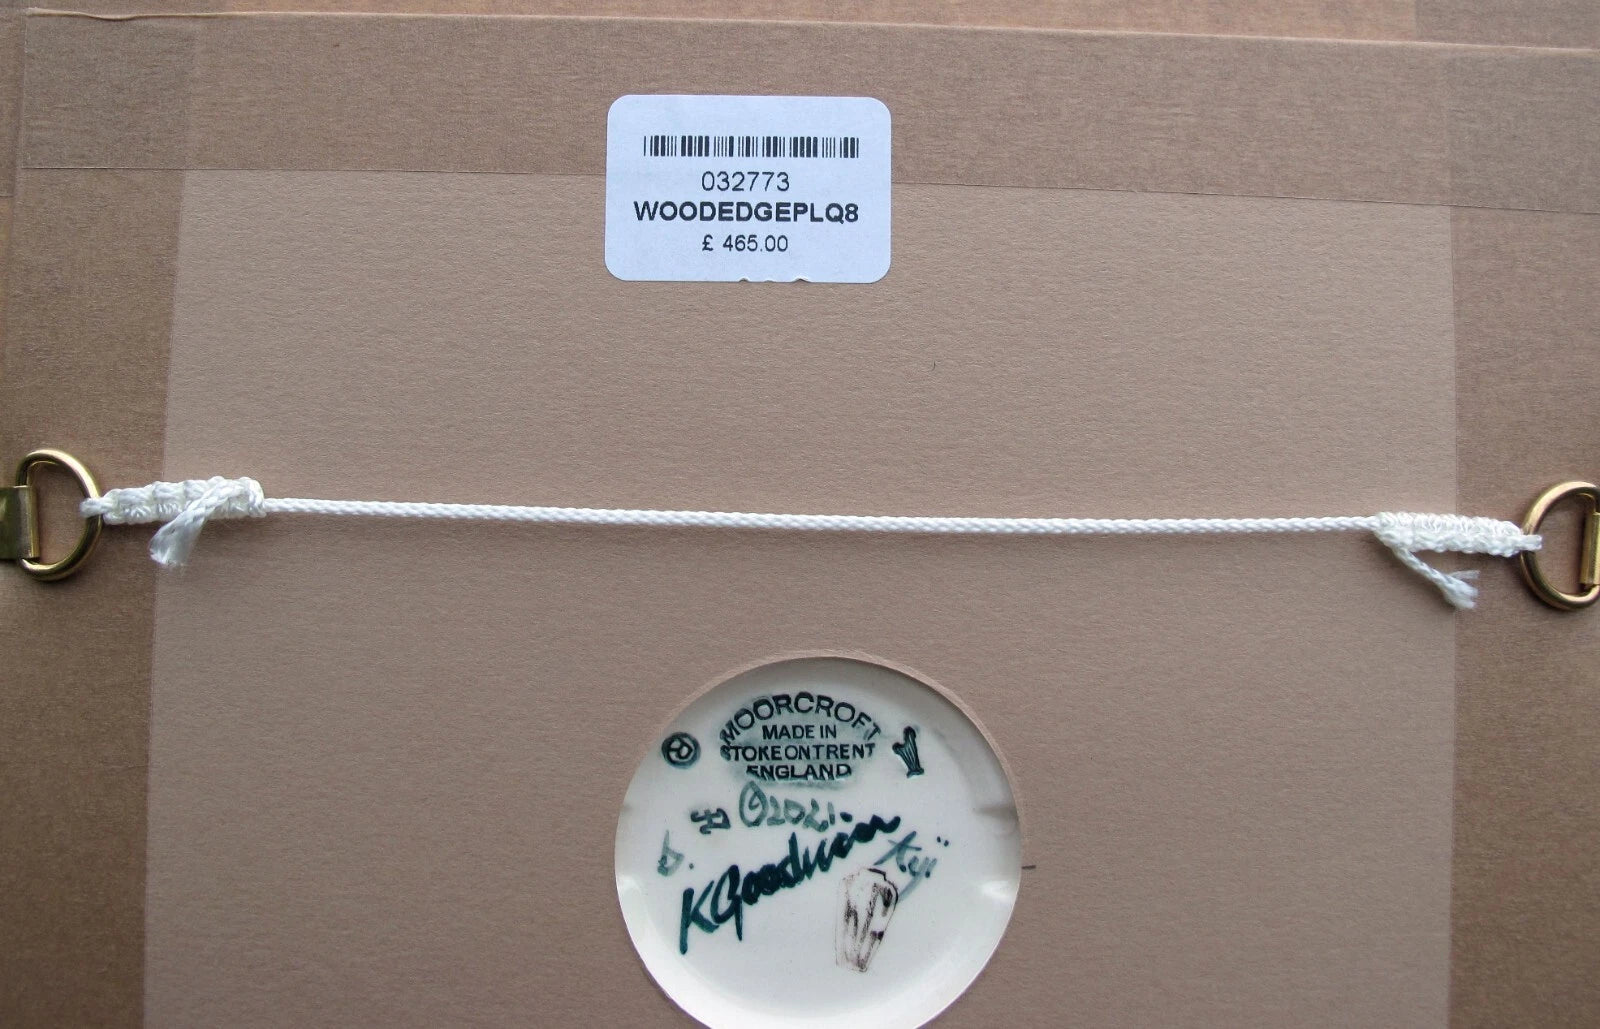 032773
WOODEDGEPLQ8
£ 465.00
MOORCROFT
MADE IN
STOKE ON TRENT
ENGLAND
®
©2021.
b.
KGoodwin